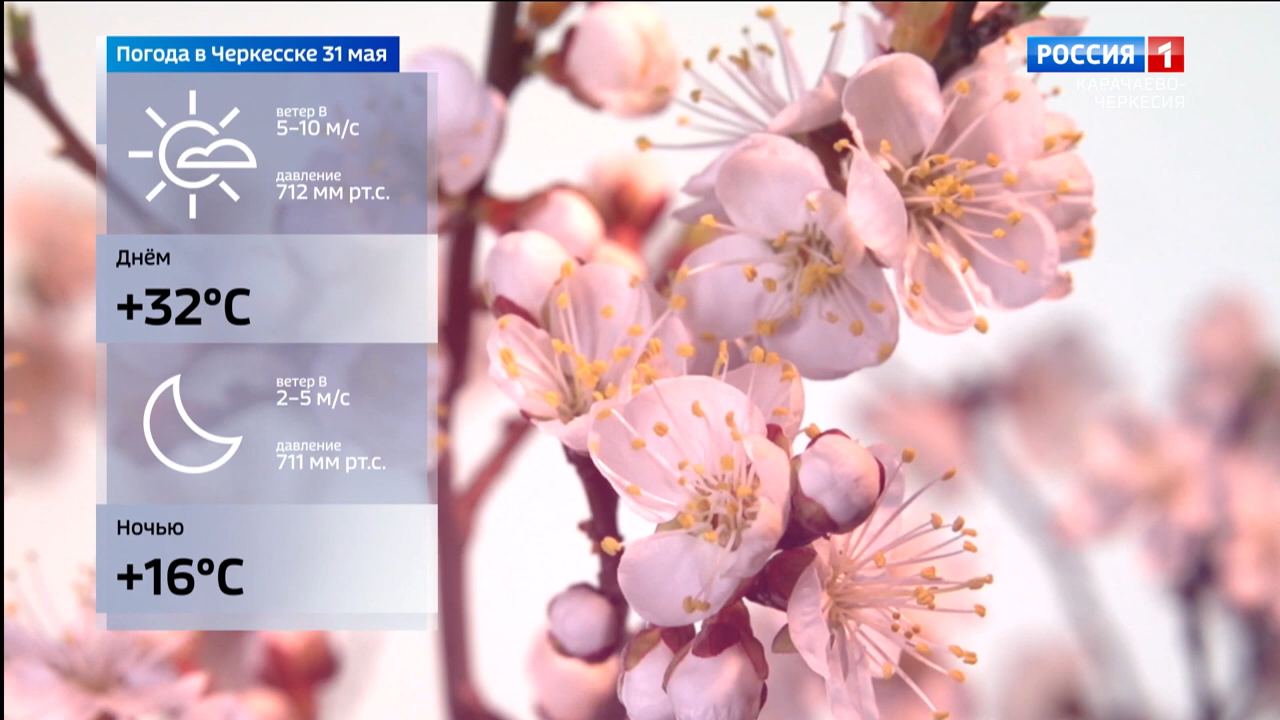 Погода в Черкесске 31 мая
ветер В
5-10 м/с
давление
712 мм рт.с.
Днём
+32°C
ветер В
2-5 м/с
давление
711 мм рт.с.
Ночью
+16°C
РОССИЯ 1
КАРАЧАЕВО-
ЧЕРКЕСИЯ